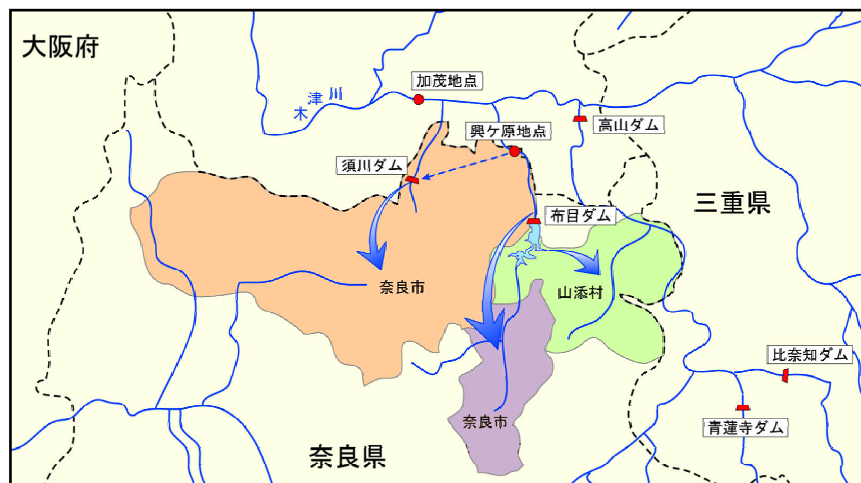 大阪府
加茂地点
木津川
興ケ原地点
高山ダム
須川ダム
三重県
布目ダム
奈良市
山添村
比奈知ダム
奈良市
青蓮寺ダム
奈良県